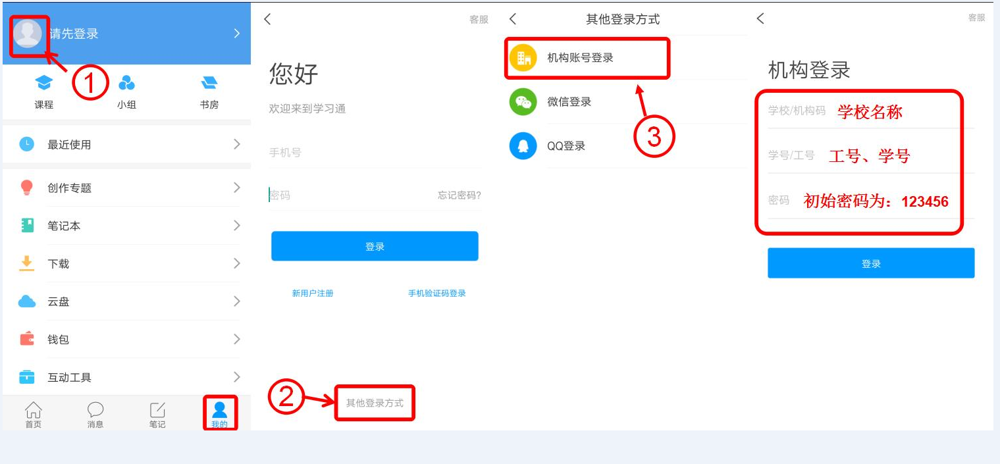 请先登录
①
课程
小组
书房
最近使用
创作专题
笔记本
下载
云盘
钱包
互动工具
首页
消息
笔记
我的
客服
您好
欢迎来到学习通
手机号
密码
忘记密码?
登录
新用户注册
手机验证码登录
②
其他登录方式
其他登录方式
机构账号登录
微信登录
QQ登录
③
客服
机构登录
学校/机构码 学校名称
学号/工号 工号、学号
密码 初始密码为：123456
登录